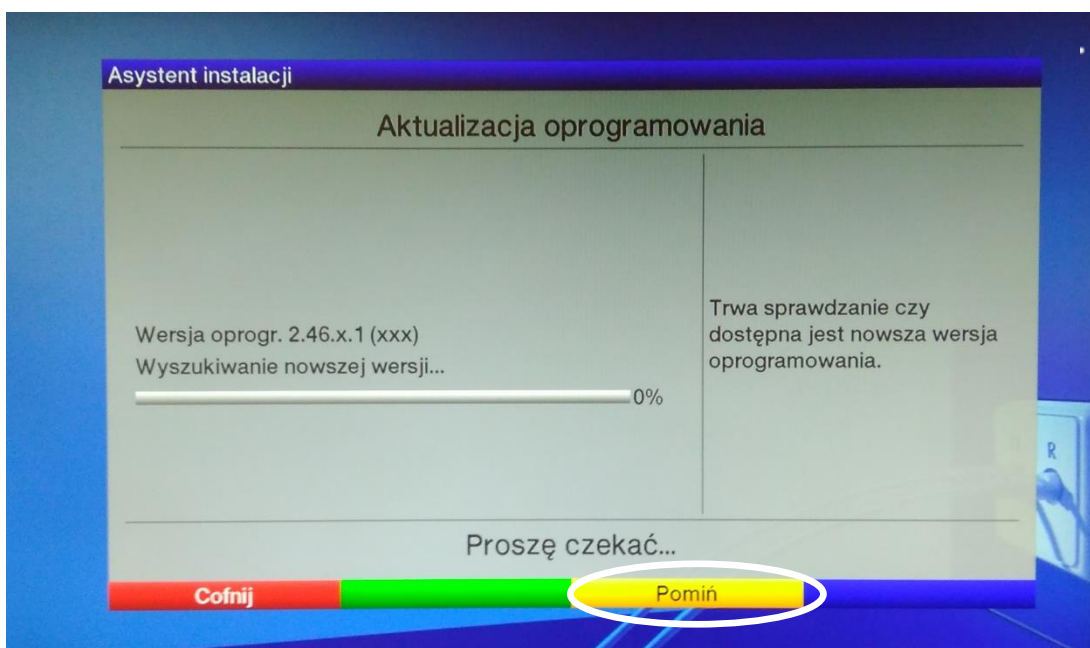 Asystent instalacji
Aktualizacja oprogramowania
Wersja oprogr. 2.46.x.1 (xxx)
Wyszukiwanie nowszej wersji...
0%
Trwa sprawdzanie czy
dostępna jest nowsza wersja
oprogramowania.
R
Proszę czekać...
Cofnij
Pomiń